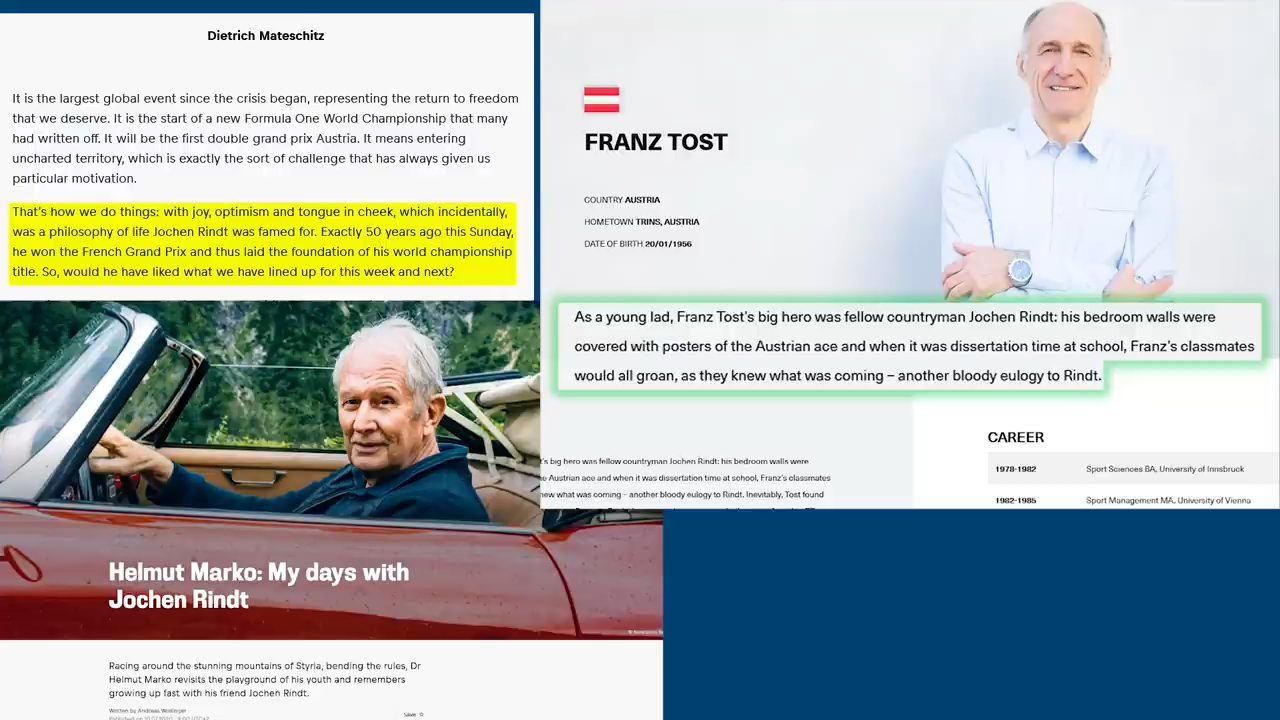 Dietrich Mateschitz
It is the largest global event since the crisis began, representing the return to freedom
that we deserve. It is the start of a new Formula One World Championship that many
had written off. It will be the first double grand prix Austria. It means entering
uncharted territory, which is exactly the sort of challenge that has always given us
particular motivation.
That's how we do things: with joy, optimism and tongue in cheek, which incidentally,
was a philosophy of life Jochen Rindt was famed for. Exactly 50 years ago this Sunday,
he won the French Grand Prix and thus laid the foundation of his world championship
title. So, would he have liked what we have lined up for this week and next?
FRANZ TOST
COUNTRY AUSTRIA
HOMETOWN TRINS, AUSTRIA
DATE OF BIRTH 20/01/1956
As a young lad, Franz Tost's big hero was fellow countryman Jochen Rindt: his bedroom walls were
covered with posters of the Austrian ace and when it was dissertation time at school, Franz's classmates
would all groan, as they knew what was coming – another bloody eulogy to Rindt.
't's big hero was fellow countryman Jochen Rindt: his bedroom walls were
e Austrian ace and when it was dissertation time at school, Franz's classmates
new what was coming – another bloody eulogy to Rindt. Inevitably, Tost found
CAREER
1978-1982 Sport Sciences BA, University of Innsbruck
1982-1985 Sport Management MA, University of Vienna
Helmut Marko: My days with
Jochen Rindt
Racing around the stunning mountains of Styria, bending the rules, Dr
Helmut Marko revisits the playground of his youth and remembers
growing up fast with his friend Jochen Rindt.
Written by Andreas Wollinger
Save ☆
Published on